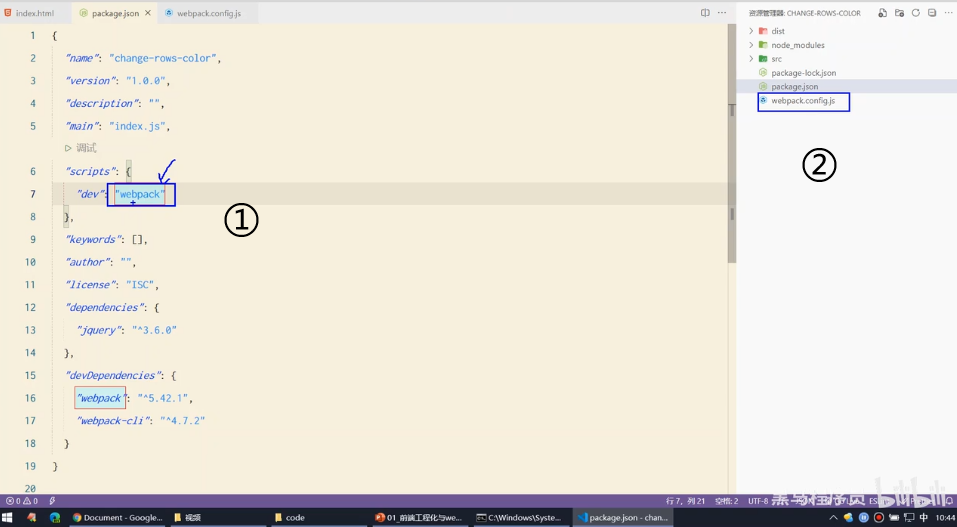 index.html
package.json ×
webpack.config.js
资源管理器: CHANGE-ROWS-COLOR
dist
node_modules
src
package-lock.json
package.json
webpack.config.js
②
1 {
2 "name": "change-rows-color",
3 "version": "1.0.0",
4 "description": "",
5 "main": "index.js",
▷ 调试
6 "scripts": {
7 "dev": "webpack"
8 },
①
9 "keywords": [],
10 "author": "",
11 "license": "ISC",
12 "dependencies": {
13 "jquery": "^3.6.0"
14 },
15 "devDependencies": {
16 "webpack": "^5.42.1",
17 "webpack-cli": "^4.7.2"
18 }
19 }
20
0 0
行 7, 列 21 空格: 2 UTF-8
黑马程序员 bilibili
Document - Google...
视频
code
01_前端工程化与we...
C:\Windows\Syste...
package.json - chan...
中 10:44